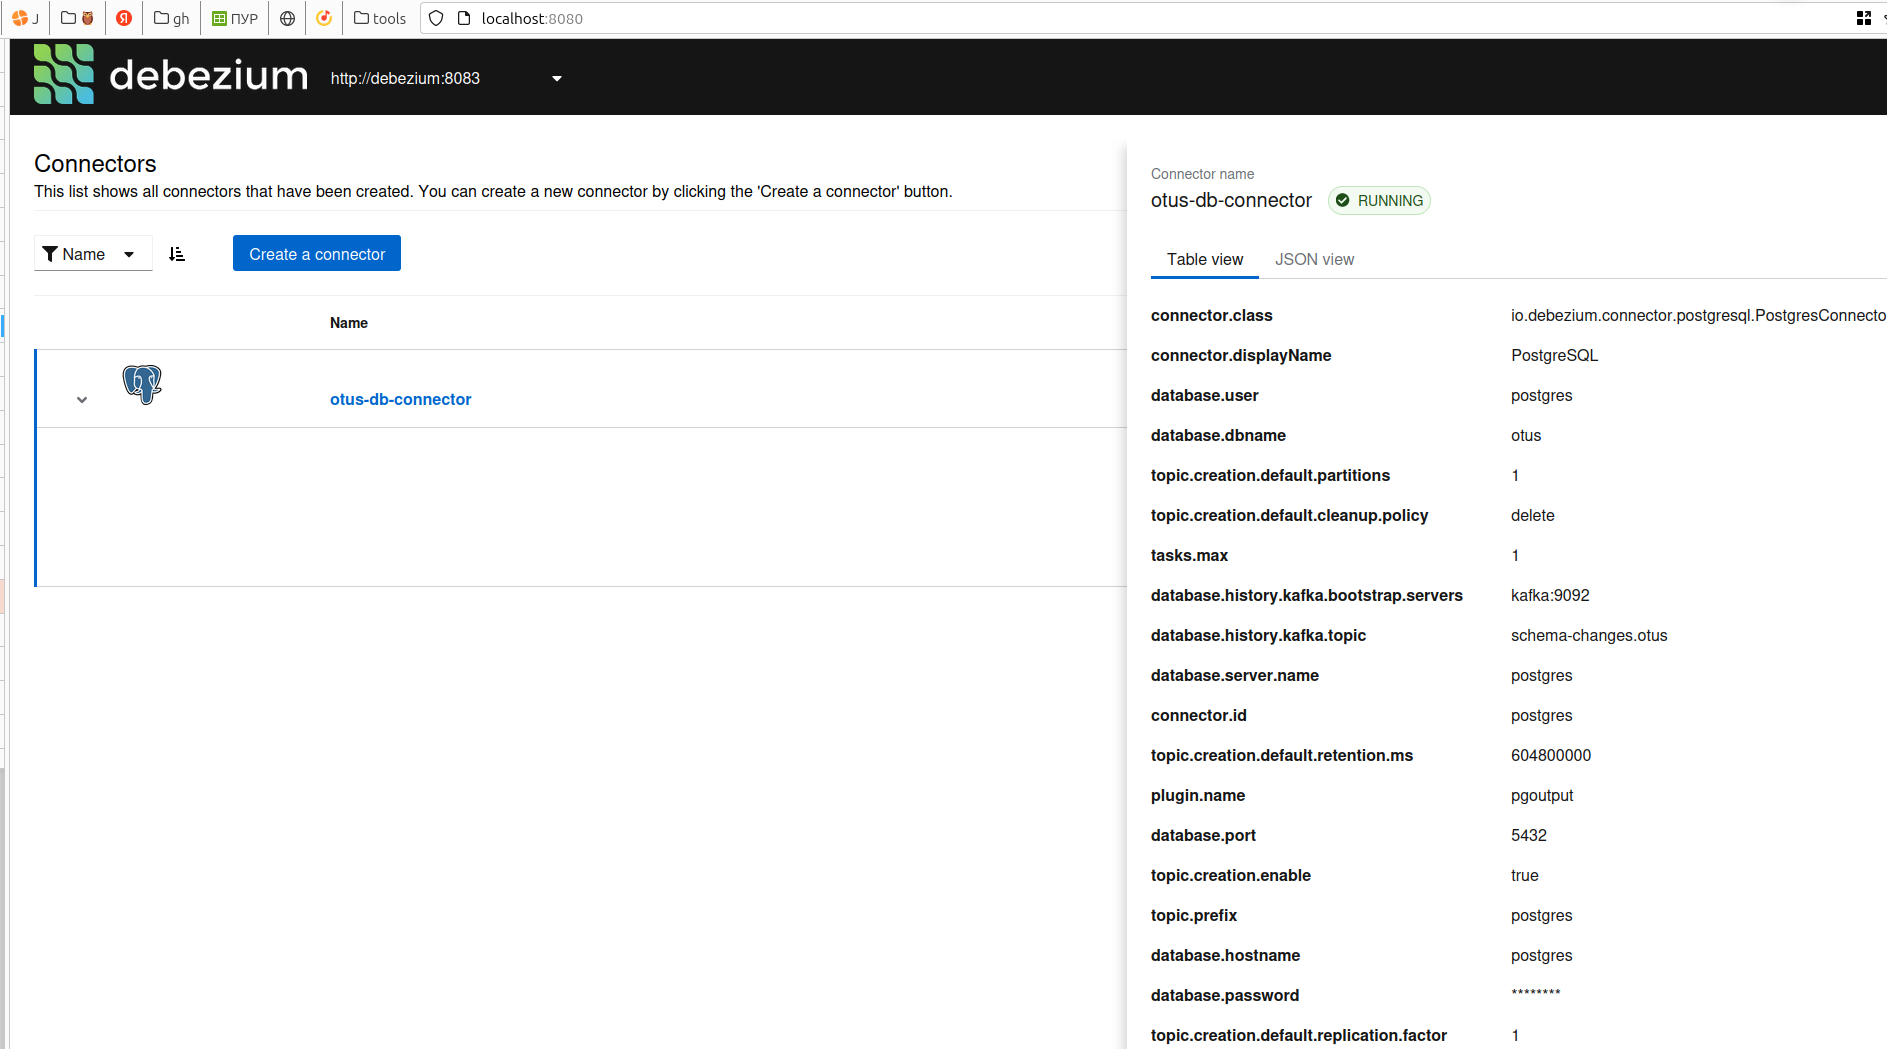 J
Я
gh
ПУР
tools
localhost:8080
debezium
http://debezium:8083
Connectors
This list shows all connectors that have been created. You can create a new connector by clicking the 'Create a connector' button.
Name
Create a connector
Name
otus-db-connector
Connector name
otus-db-connector
RUNNING
Table view
JSON view
connector.class io.debezium.connector.postgresql.PostgresConnecto
connector.displayName PostgreSQL
database.user postgres
database.dbname otus
topic.creation.default.partitions 1
topic.creation.default.cleanup.policy delete
tasks.max 1
database.history.kafka.bootstrap.servers kafka:9092
database.history.kafka.topic schema-changes.otus
database.server.name postgres
connector.id postgres
topic.creation.default.retention.ms 604800000
plugin.name pgoutput
database.port 5432
topic.creation.enable true
topic.prefix postgres
database.hostname postgres
database.password ********
topic.creation.default.replication.factor 1